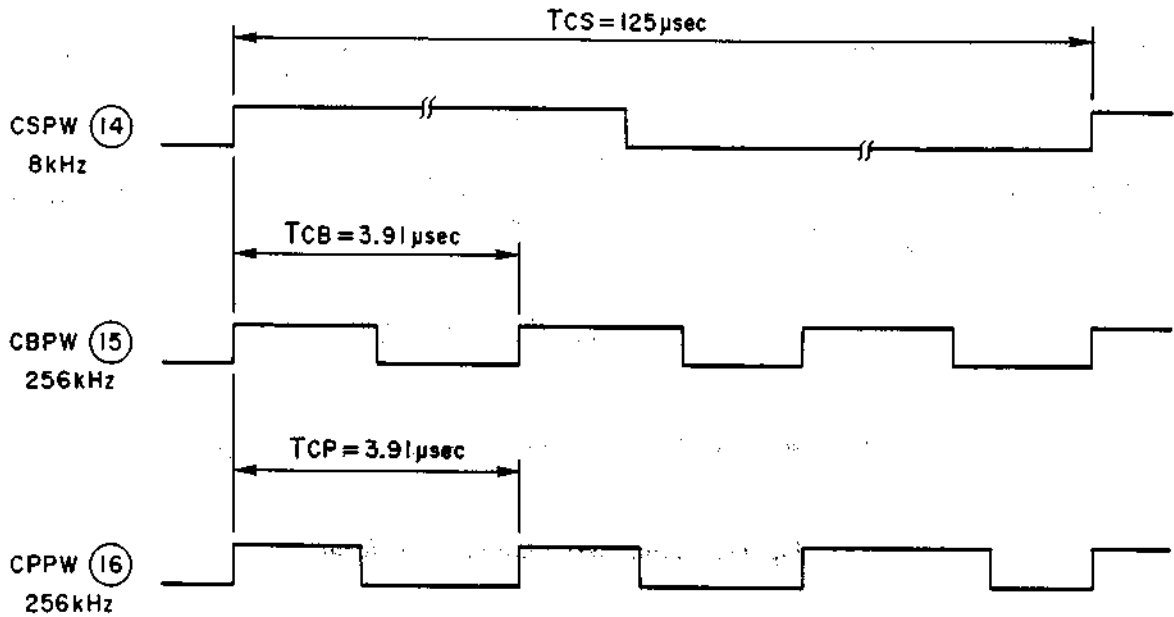 TCS=125µsec
CSPW 14
8kHz
TCB=3.91µsec
CBPW 15
256kHz
TCP=3.91µsec
CPPW 16
256kHz